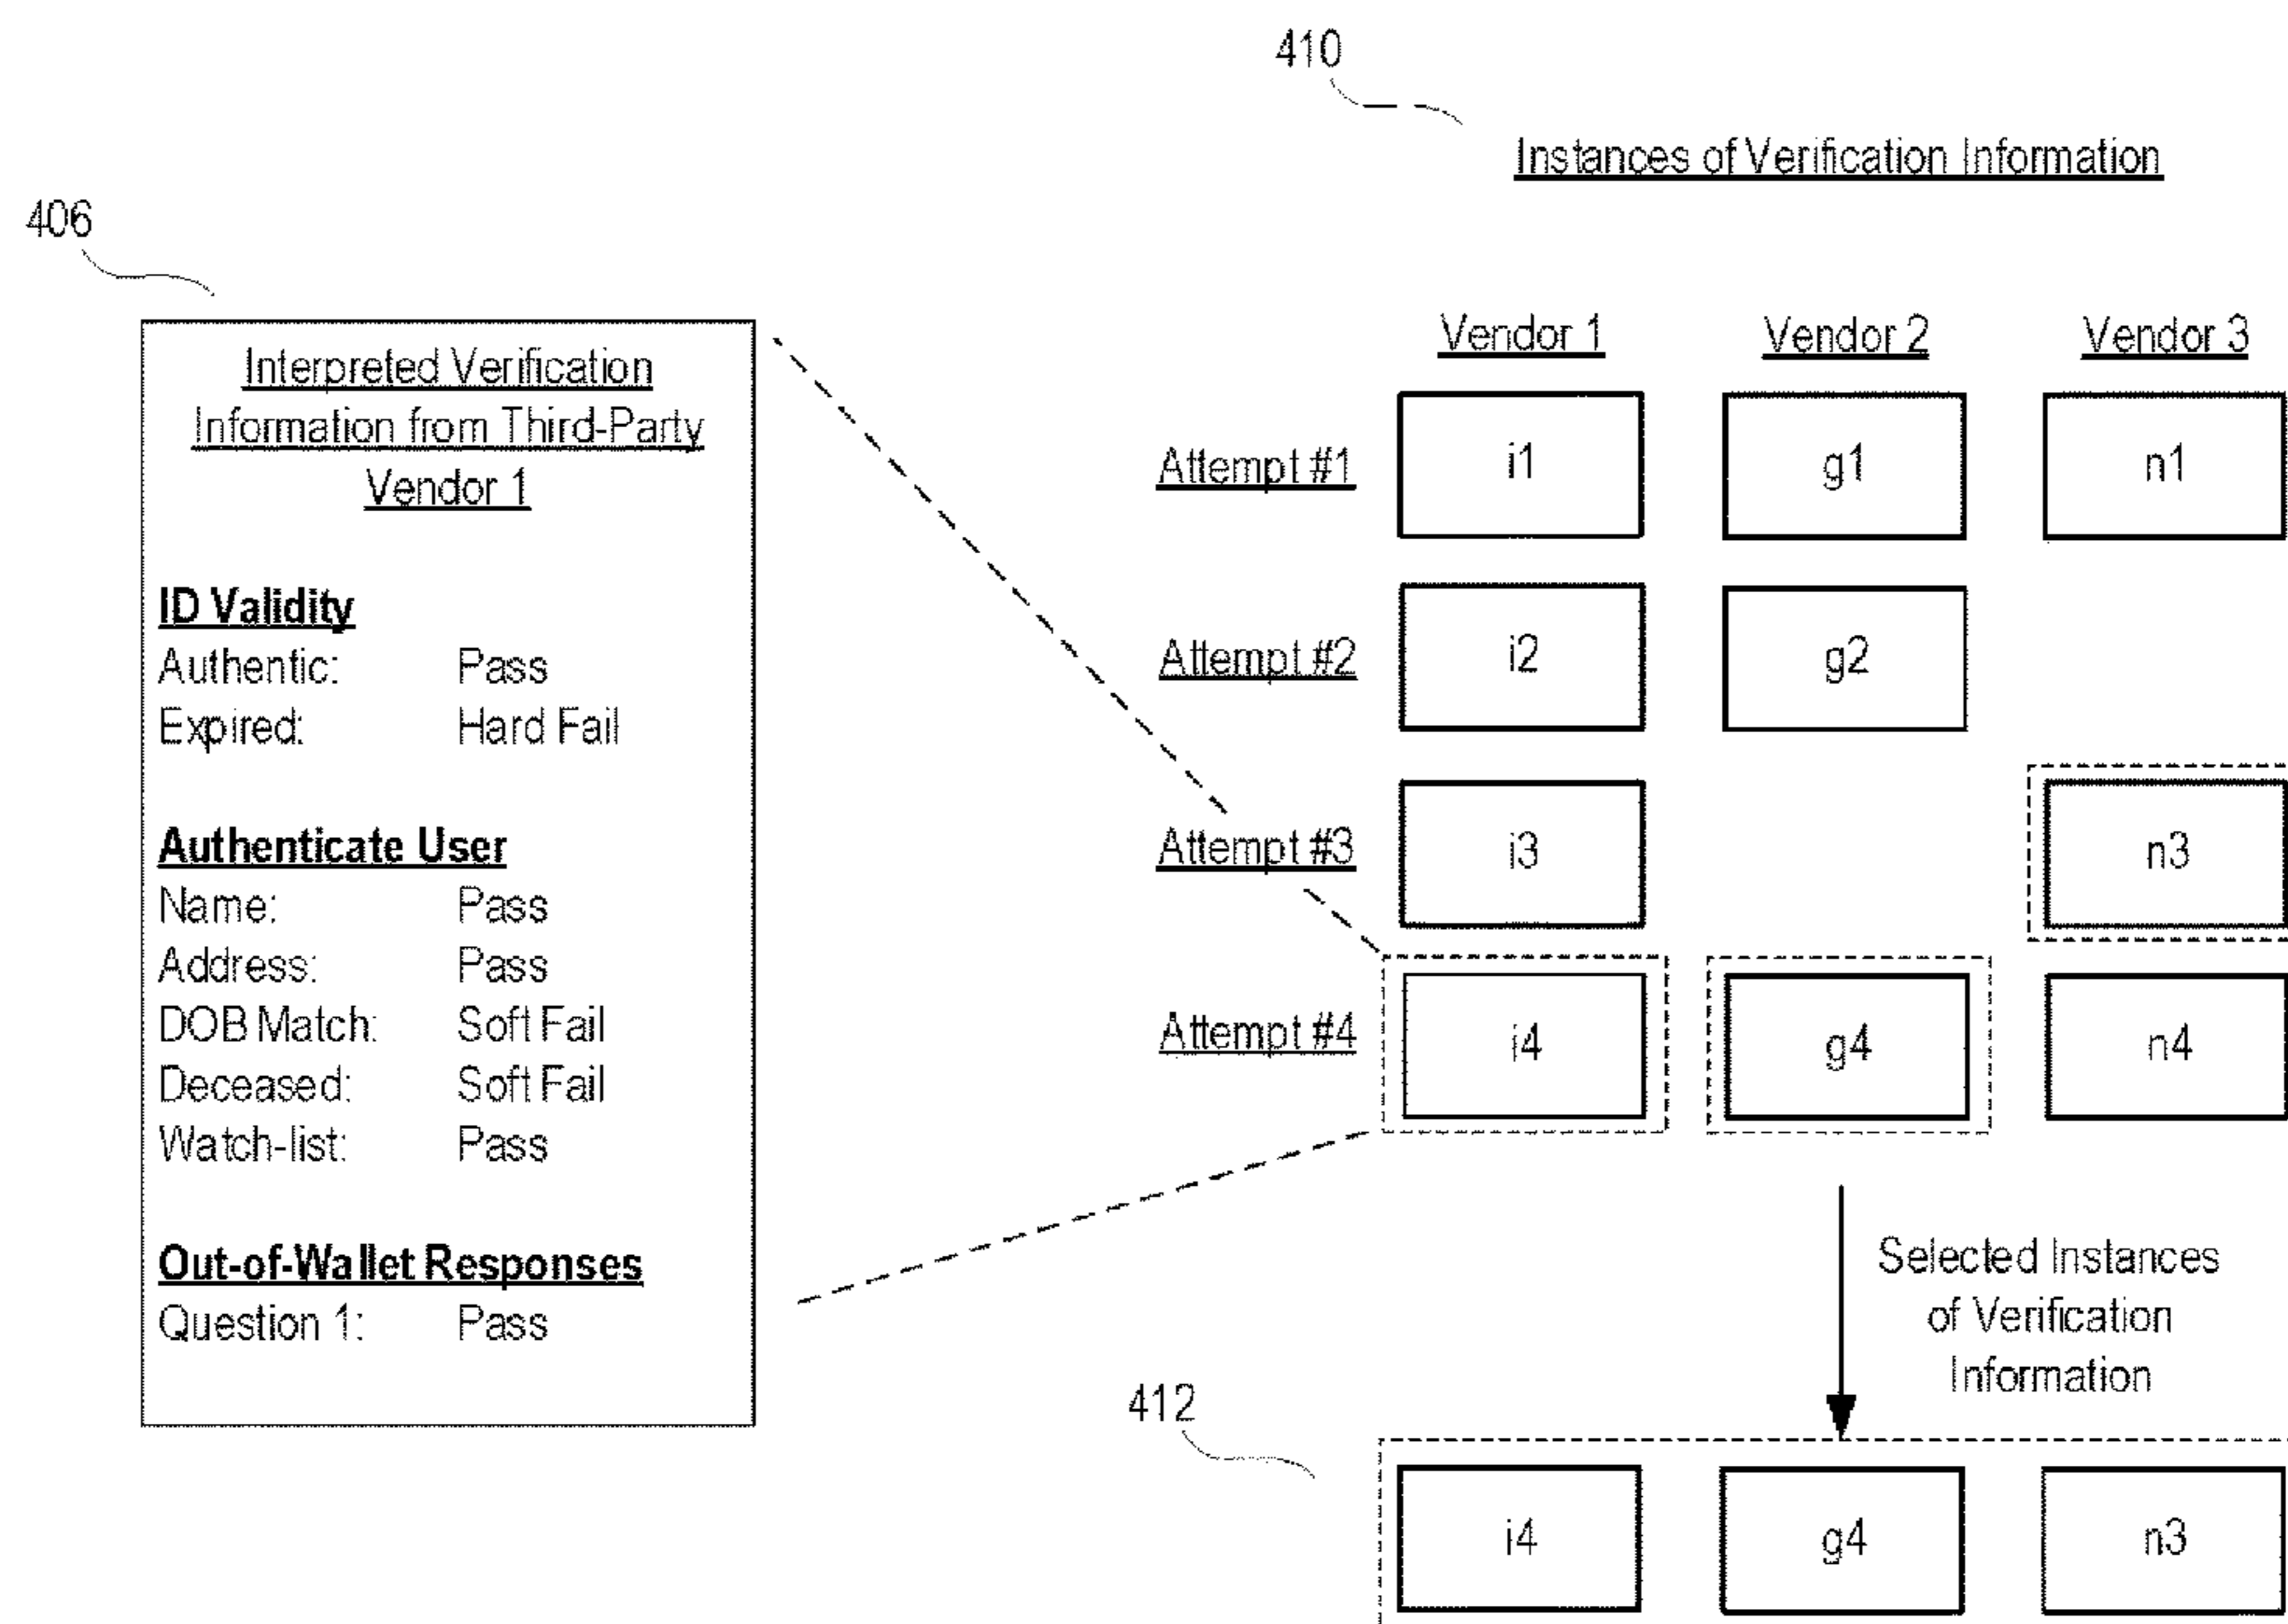 410
Instances of Verification Information
406
Interpreted Verification
Information from Third-Party
Vendor 1
ID Validity
Authentic: Pass
Expired: Hard Fail
Authenticate User
Name: Pass
Address: Pass
DOB Match: Soft Fail
Deceased: Soft Fail
Watch-list: Pass
Out-of-Wallet Responses
Question 1: Pass
Vendor 1 Vendor 2 Vendor 3
Attempt #1 i1 g1 n1
Attempt #2 i2 g2
Attempt #3 i3 n3
Attempt #4 i4 g4 n4
Selected Instances
of Verification
Information
412
i4 g4 n3